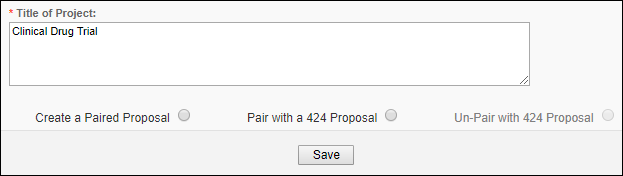 * Title of Project:
Clinical Drug Trial
Create a Paired Proposal Pair with a 424 Proposal Un-Pair with 424 Proposal
Save